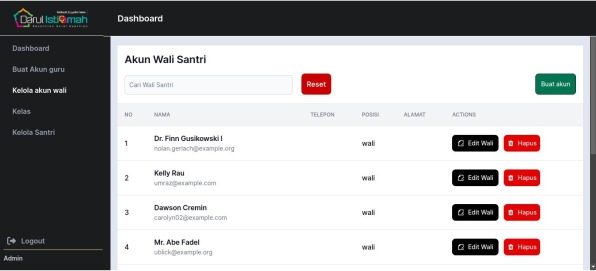 Darul Istiqmah
Dashboard
Dashboard
Buat Akun guru
Kelola akun wali
Kelas
Kelola Santri
Logout
Admin
Akun Wali Santri
Cari Wali Santri
Reset
Buat akun
NO NAMA TELEPON POSISI ALAMAT ACTIONS
1 Dr. Finn Gusikowski I wali Edit Wali Hapus
nolan.gerlach@example.org
2 Kelly Rau wali Edit Wali Hapus
umraz@example.com
3 Dawson Cremin wali Edit Wali Hapus
carolyn02@example.com
4 Mr. Abe Fadel wali Edit Wali Hapus
ublick@example.org